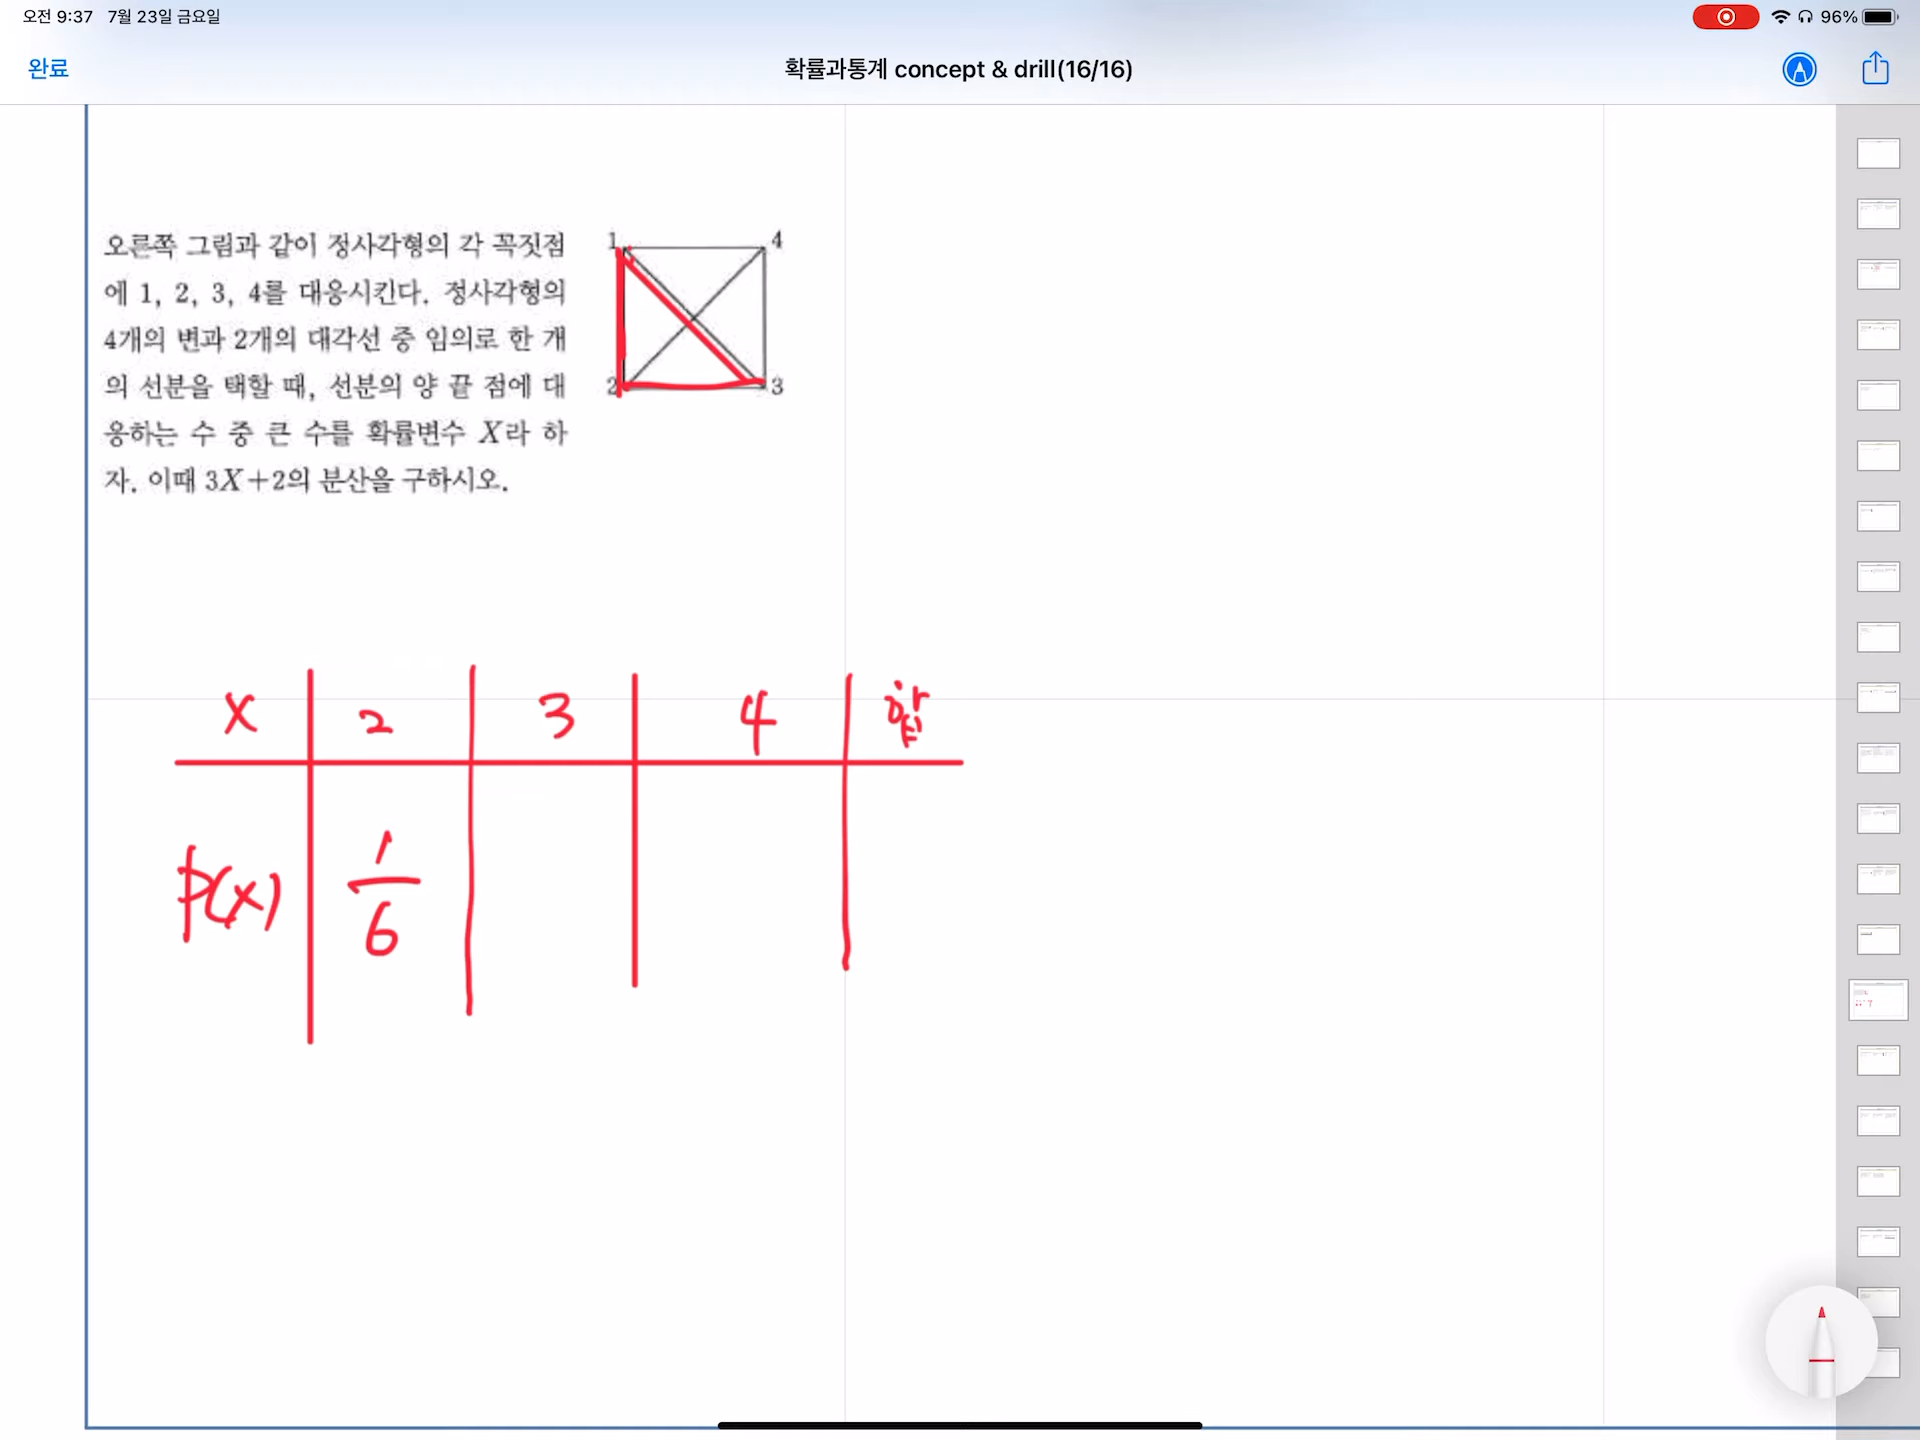 오전 9:37 7월 23일 금요일
96%
완료
확률과통계 concept & drill(16/16)
오른쪽 그림과 같이 정사각형의 각 꼭짓점
에 1, 2, 3, 4를 대응시킨다. 정사각형의
4개의 변과 2개의 대각선 중 임의로 한 개
의 선분을 택할 때, 선분의 양 끝 점에 대
응하는 수 중 큰 수를 확률변수 X라 하
자. 이때 3X+2의 분산을 구하시오.
1 4
2 3
X 2 3 4 합
P(X) 1/6